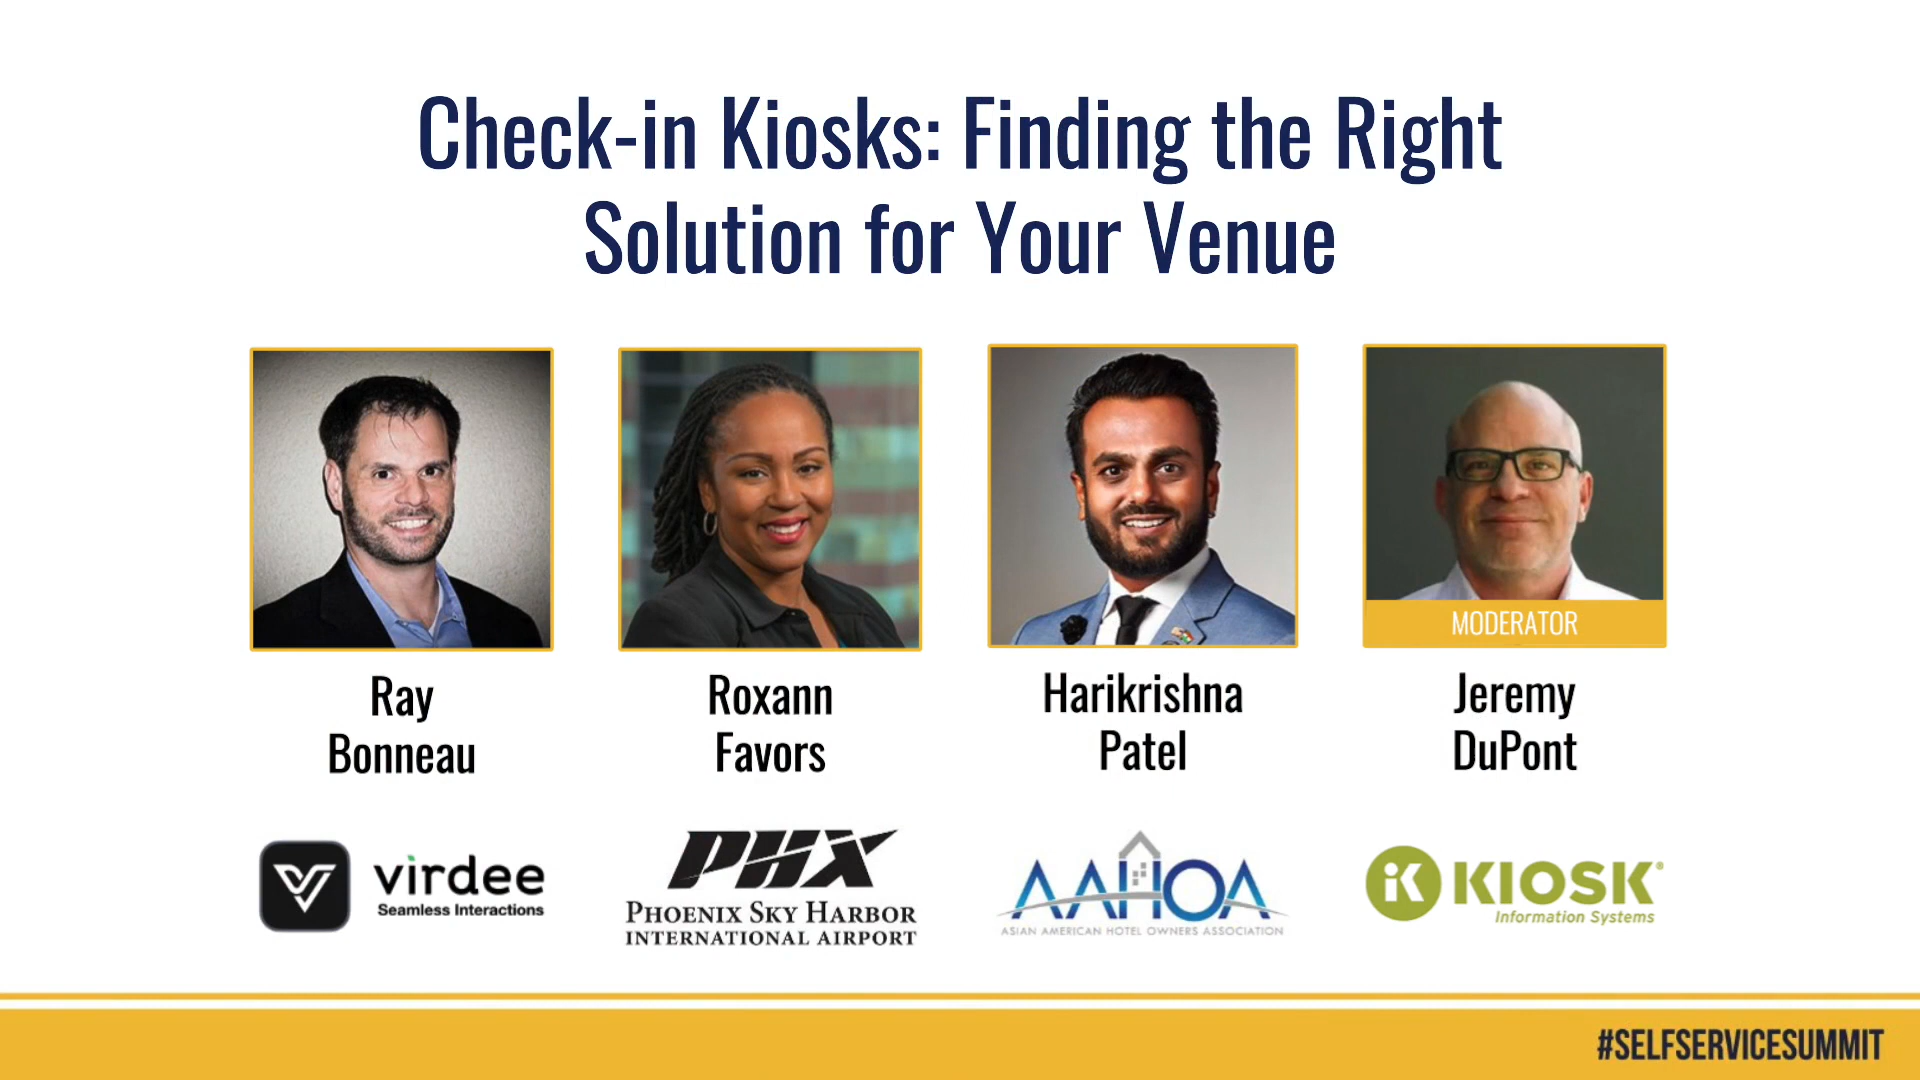 Check-in Kiosks: Finding the Right
Solution for Your Venue
MODERATOR
Ray
Bonneau
Roxann
Favors
Harikrishna
Patel
Jeremy
DuPont
virdee
Seamless Interactions
PHX
PHOENIX SKY HARBOR
INTERNATIONAL AIRPORT
AAHOA
ASIAN AMERICAN HOTEL OWNERS ASSOCIATION
iK KIOSK®
Information Systems
#SELFSERVICESUMMIT